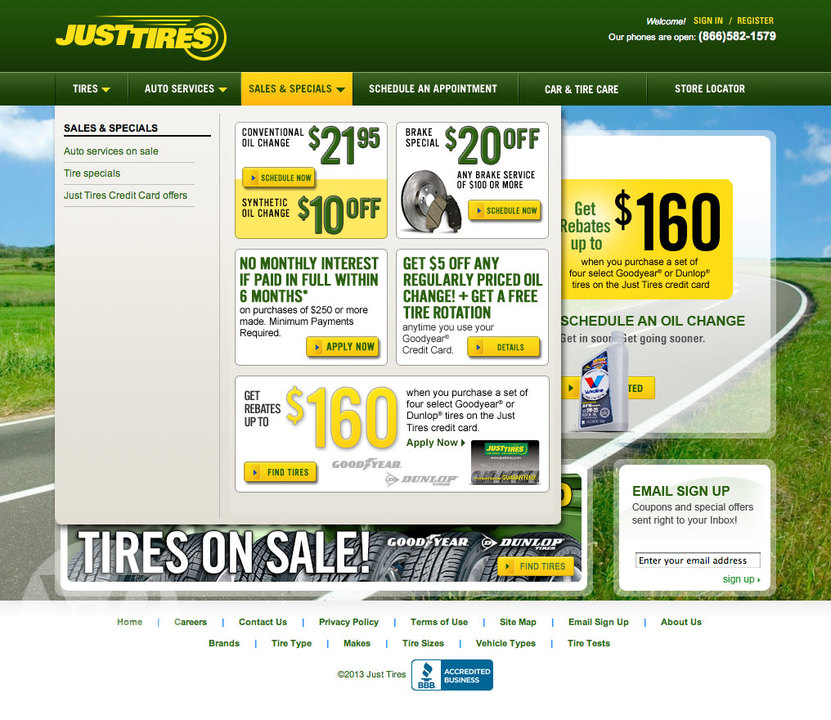 JUSTTIRES
Welcome! SIGN IN / REGISTER
Our phones are open: (866)582-1579
TIRES
AUTO SERVICES
SALES & SPECIALS
SCHEDULE AN APPOINTMENT
CAR & TIRE CARE
STORE LOCATOR
SALES & SPECIALS
Auto services on sale
Tire specials
Just Tires Credit Card offers
CONVENTIONAL
OIL CHANGE
$2195
SCHEDULE NOW
SYNTHETIC
OIL CHANGE
$10 OFF
BRAKE
SPECIAL
$20 OFF
ANY BRAKE SERVICE
OF $100 OR MORE
SCHEDULE NOW
NO MONTHLY INTEREST
IF PAID IN FULL WITHIN
6 MONTHS*
on purchases of $250 or more
made. Minimum Payments
Required.
APPLY NOW
GET $5 OFF ANY
REGULARLY PRICED OIL
CHANGE! + GET A FREE
TIRE ROTATION
anytime you use your
Goodyear®
Credit Card.
DETAILS
GET
REBATES
UP TO
$160
when you purchase a set of
four select Goodyear® or
Dunlop® tires on the Just
Tires credit card.
Apply Now
FIND TIRES
GOODYEAR
DUNLOP
TIRES
JUSTTIRES
www.justtires.com
Get
Rebates
up to
$160
when you purchase a set of
four select Goodyear® or Dunlop®
tires on the Just Tires credit card
SCHEDULE AN OIL CHANGE
Get in soon. Get going sooner.
Valvoline
TED
TIRES ON SALE!
GOODYEAR
DUNLOP
TIRES
FIND TIRES
EMAIL SIGN UP
Coupons and special offers
sent right to your Inbox!
Enter your email address
sign up
Home | Careers | Contact Us | Privacy Policy | Terms of Use | Site Map | Email Sign Up | About Us
Brands | Tire Type | Makes | Tire Sizes | Vehicle Types | Tire Tests
©2013 Just Tires
BBB
ACCREDITED
BUSINESS